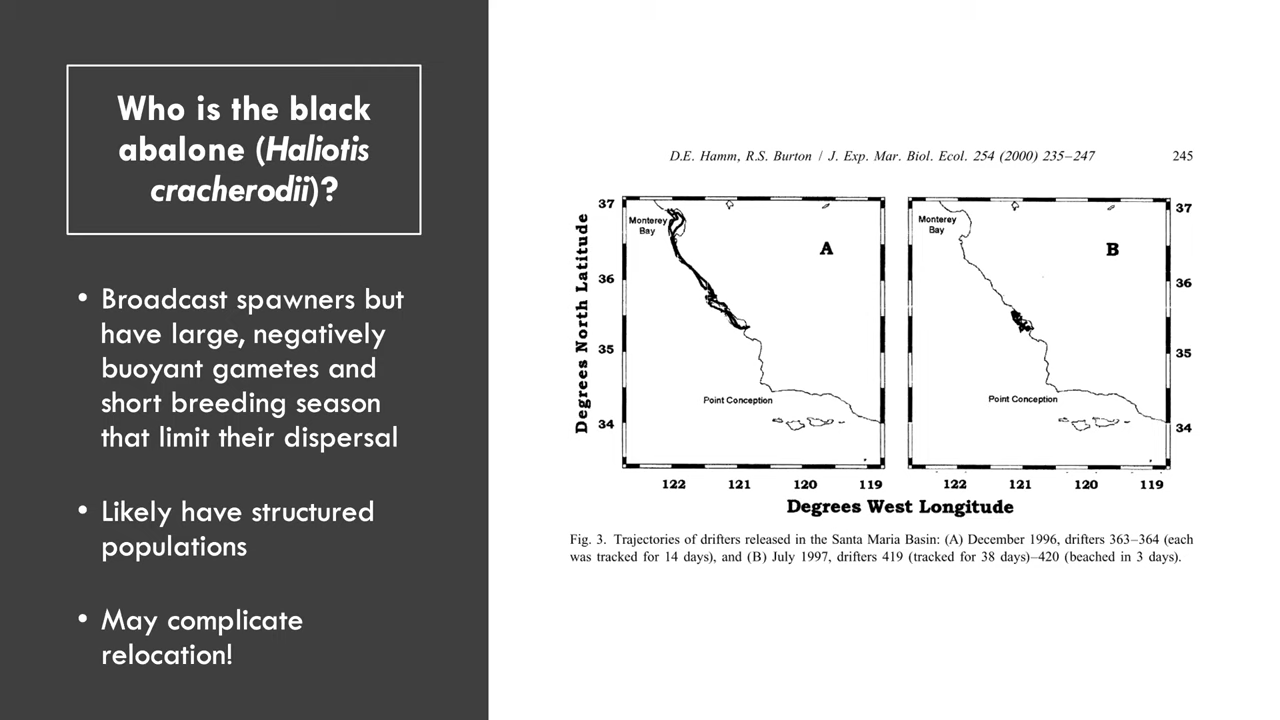 Who is the black
abalone (Haliotis
cracherodii)?
• Broadcast spawners but
have large, negatively
buoyant gametes and
short breeding season
that limit their dispersal
• Likely have structured
populations
• May complicate
relocation!
D.E. Hamm, R.S. Burton / J. Exp. Mar. Biol. Ecol. 254 (2000) 235–247 245
Degrees North Latitude
37
36
35
34
Monterey
Bay
A
Point Conception
122 121 120 119
Monterey
Bay
B
Point Conception
37
36
35
34
122 121 120 119
Degrees West Longitude
Fig. 3. Trajectories of drifters released in the Santa Maria Basin: (A) December 1996, drifters 363–364 (each
was tracked for 14 days), and (B) July 1997, drifters 419 (tracked for 38 days)–420 (beached in 3 days).